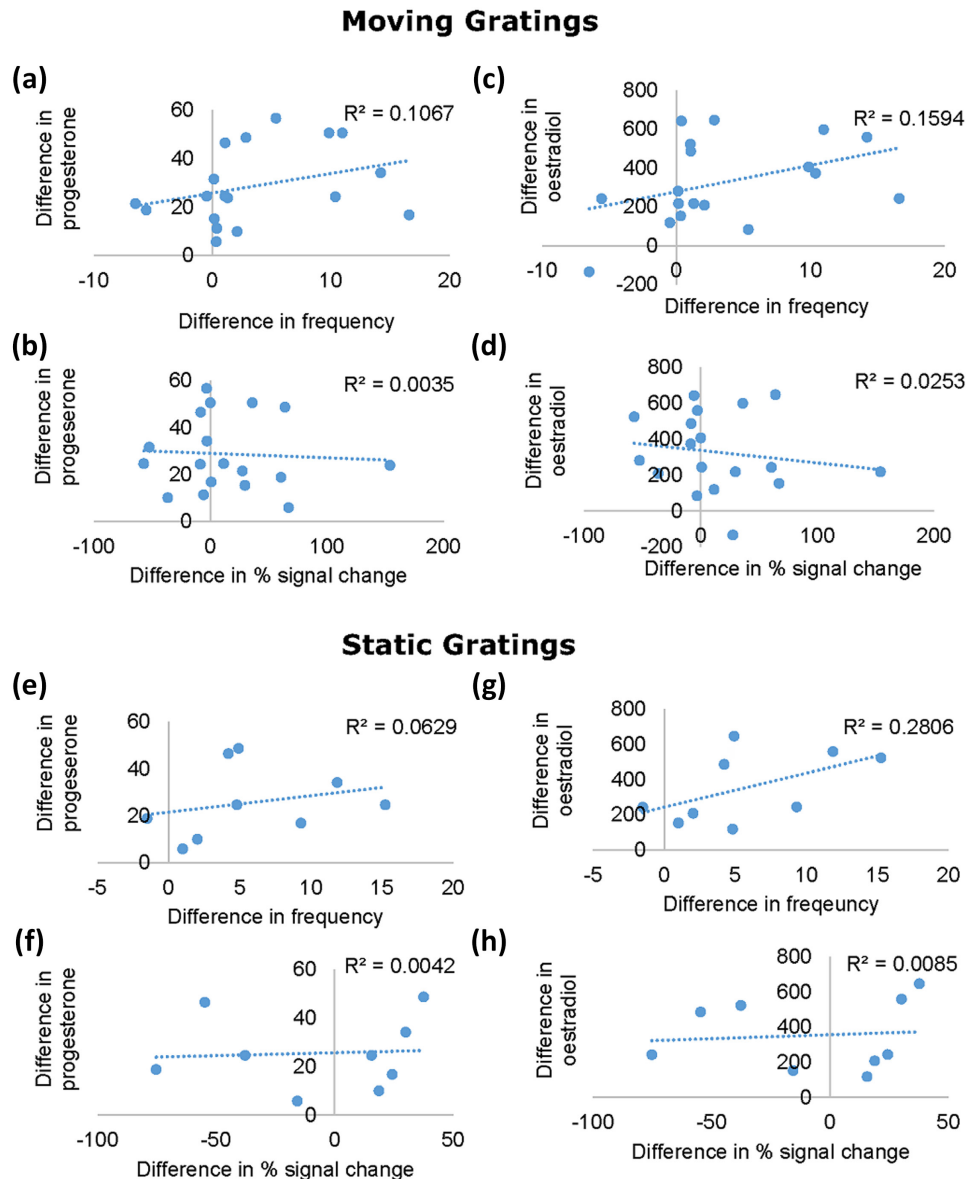 Moving Gratings
(a)
Difference in
progesterone
60
40
20
0
-10
0
10
20
R² = 0.1067
Difference in frequency
(c)
Difference in
oestradiol
800
600
400
200
0
-200
-10
0
10
20
R² = 0.1594
Difference in freqency
(b)
Difference in
progeserone
60
40
20
0
-100
0
100
200
R² = 0.0035
Difference in % signal change
(d)
Difference in
oestradiol
800
600
400
200
0
-200
-100
0
100
200
R² = 0.0253
Difference in % signal change
Static Gratings
(e)
Difference in
progeserone
60
40
20
0
-5
0
5
10
15
20
R² = 0.0629
Difference in frequency
(g)
Difference in
oestradiol
800
600
400
200
0
-5
0
5
10
15
20
R² = 0.2806
Difference in freqeuncy
(f)
Difference in
progesterone
60
40
20
0
-100
-50
0
50
R² = 0.0042
Difference in % signal change
(h)
Difference in
oestradiol
800
600
400
200
0
-100
-50
0
50
R² = 0.0085
Difference in % signal change